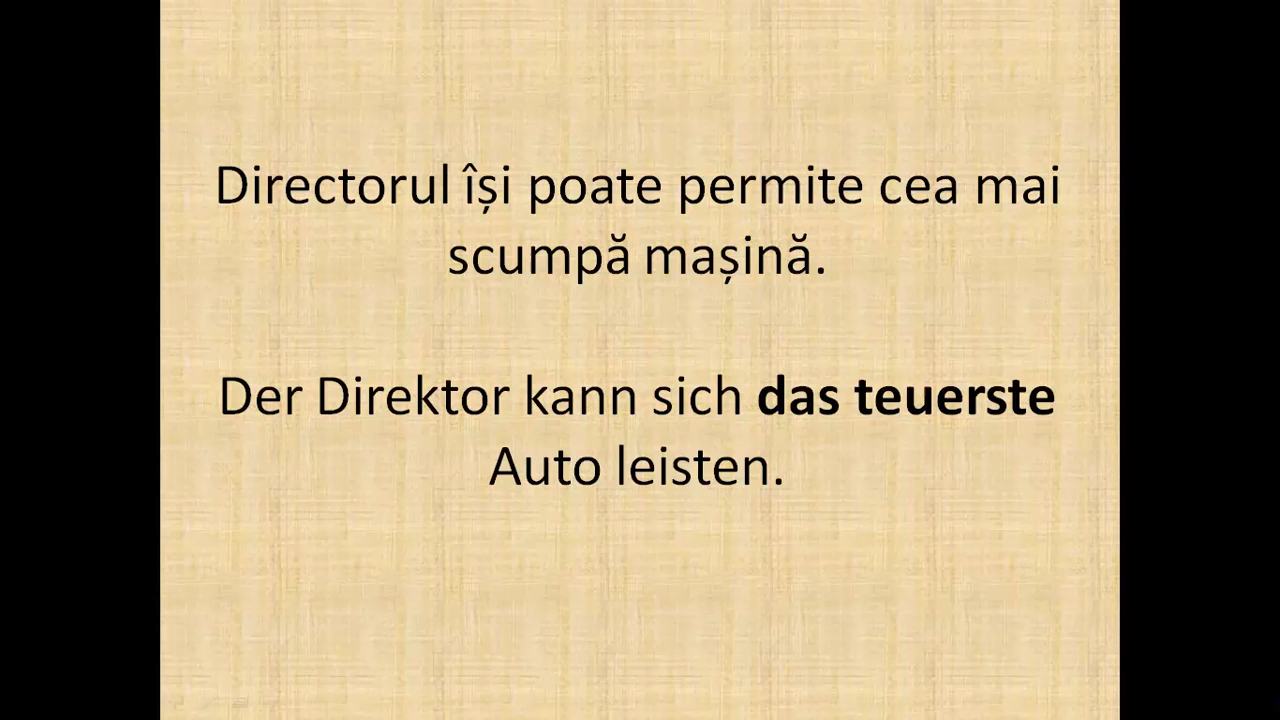 Directorul își poate permite cea mai
scumpă mașină.
Der Direktor kann sich das teuerste
Auto leisten.